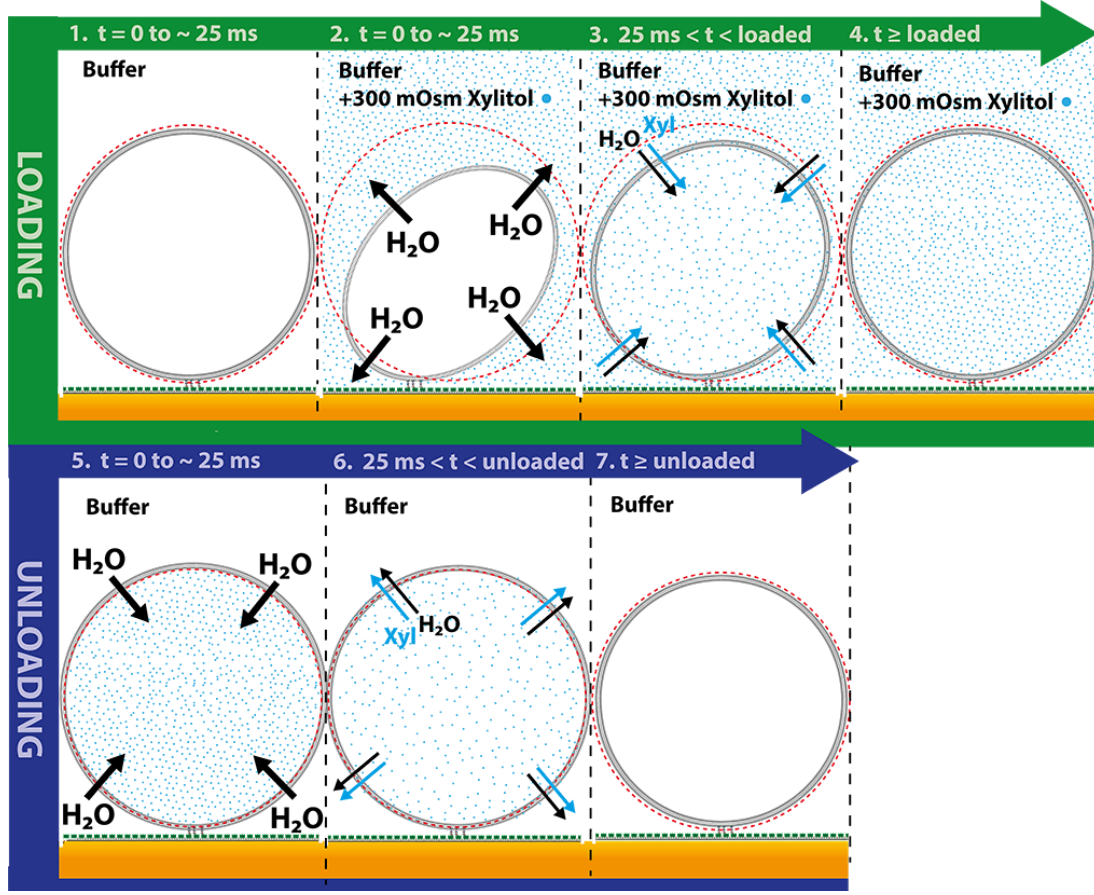 LOADING
1. t = 0 to ~ 25 ms
2. t = 0 to ~ 25 ms
3. 25 ms < t < loaded
4. t ≥ loaded
Buffer
Buffer
+300 mOsm Xylitol
Buffer
+300 mOsm Xylitol
Buffer
+300 mOsm Xylitol
H₂O
H₂O
H₂O
H₂O
H₂O
Xyl
UNLOADING
5. t = 0 to ~ 25 ms
6. 25 ms < t < unloaded
7. t ≥ unloaded
Buffer
Buffer
Buffer
H₂O
H₂O
H₂O
H₂O
Xyl
H₂O